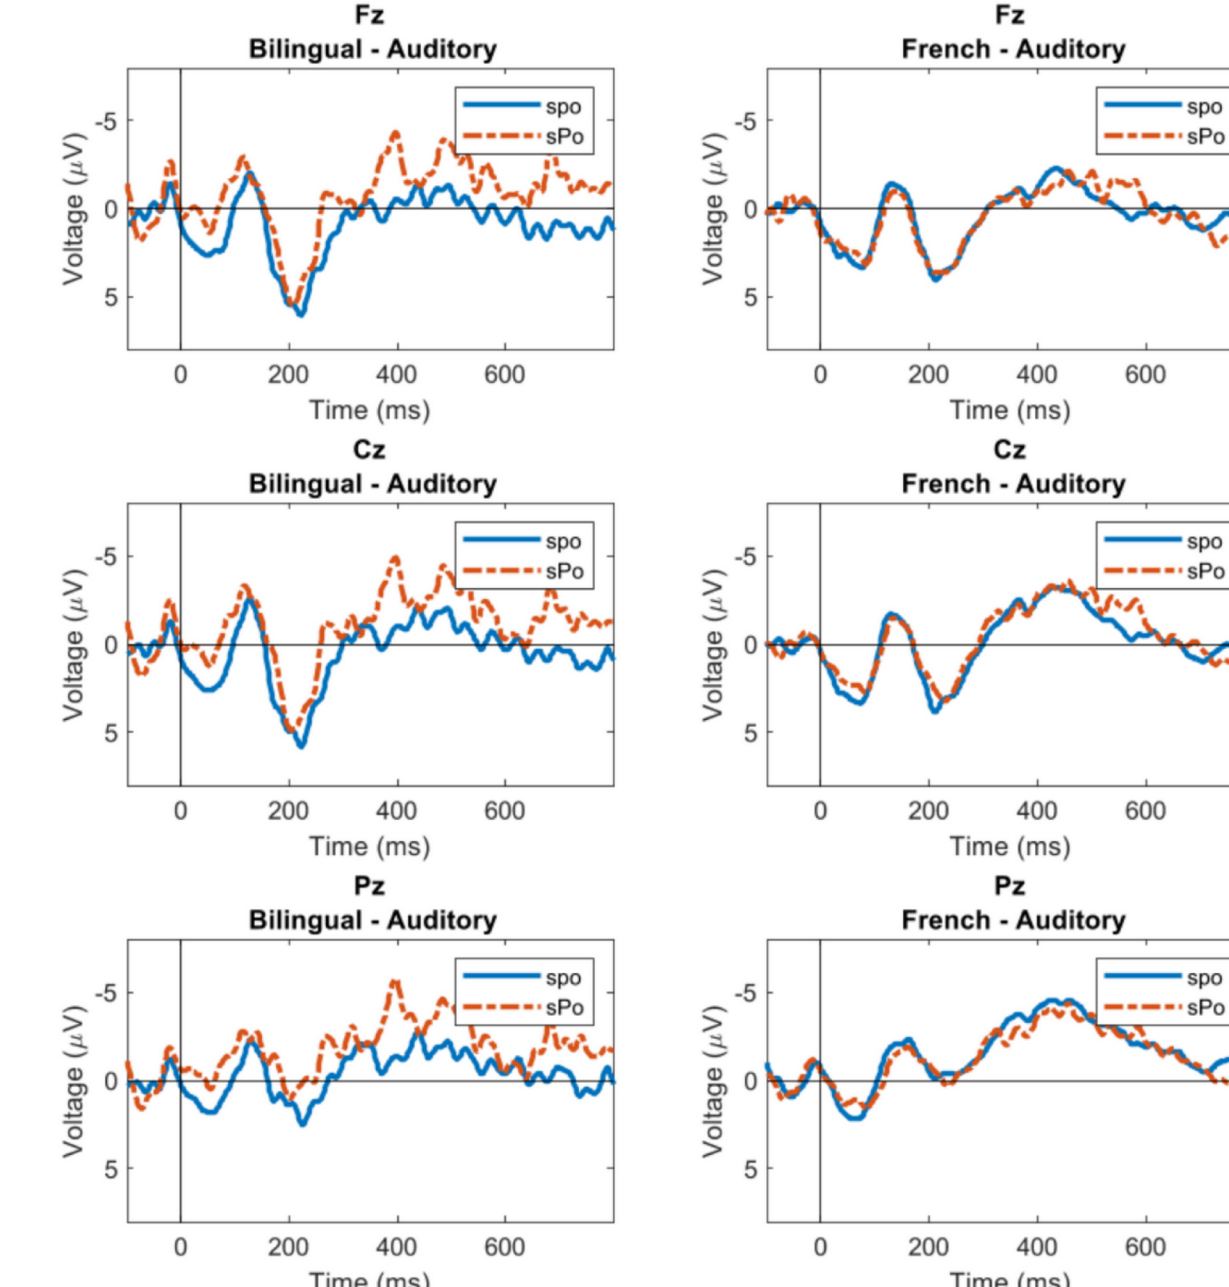 Fz
Bilingual - Auditory
spo
sPo
-5
0
5
Voltage (μV)
0 200 400 600
Time (ms)
Fz
French - Auditory
spo
sPo
-5
0
5
Voltage (μV)
0 200 400 600
Time (ms)
Cz
Bilingual - Auditory
spo
sPo
-5
0
5
Voltage (μV)
0 200 400 600
Time (ms)
Cz
French - Auditory
spo
sPo
-5
0
5
Voltage (μV)
0 200 400 600
Time (ms)
Pz
Bilingual - Auditory
spo
sPo
-5
0
5
Voltage (μV)
0 200 400 600
Time (ms)
Pz
French - Auditory
spo
sPo
-5
0
5
Voltage (μV)
0 200 400 600
Time (ms)